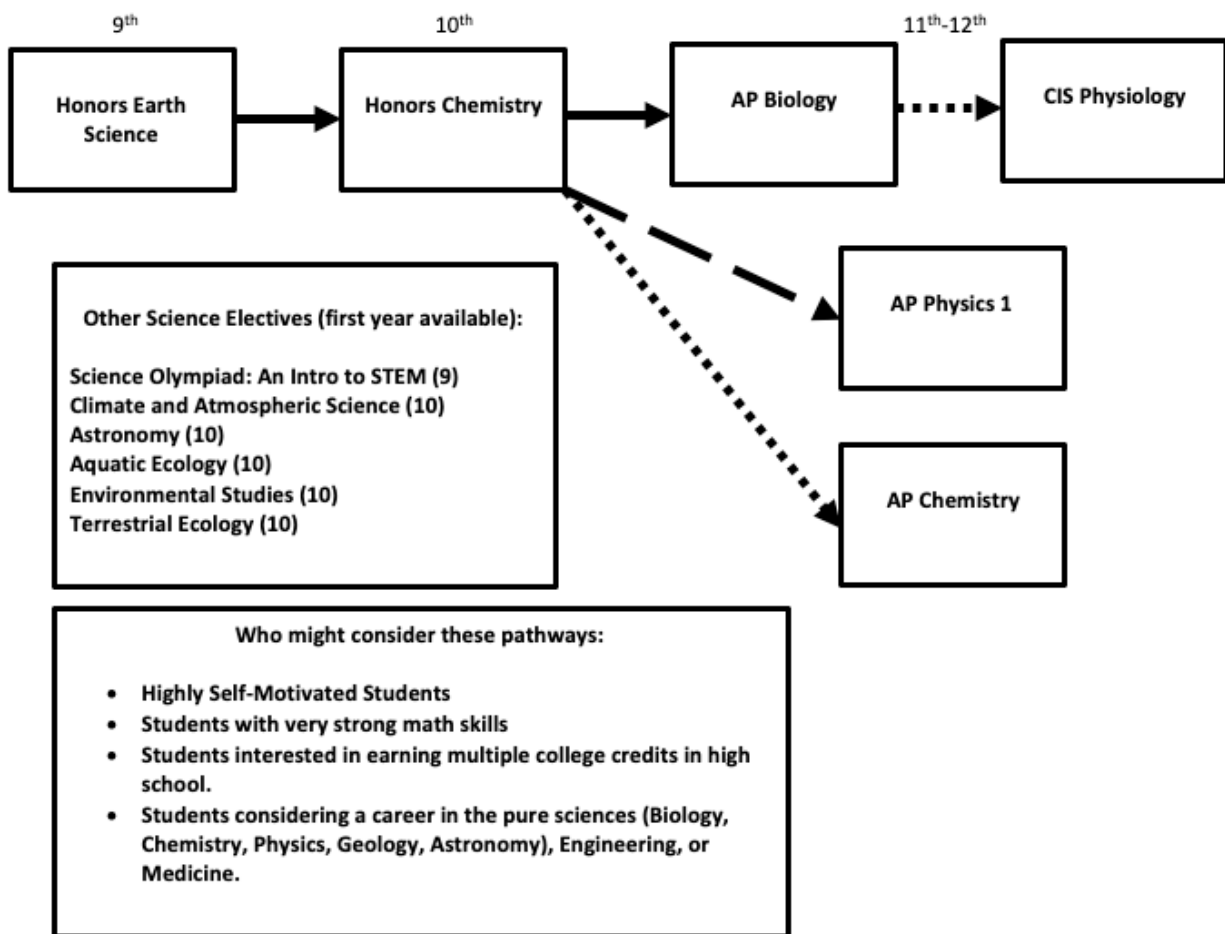 9th
10th
11th-12th
Honors Earth
Science
Honors Chemistry
AP Biology
CIS Physiology
AP Physics 1
AP Chemistry
Other Science Electives (first year available):
Science Olympiad: An Intro to STEM (9)
Climate and Atmospheric Science (10)
Astronomy (10)
Aquatic Ecology (10)
Environmental Studies (10)
Terrestrial Ecology (10)
Who might consider these pathways:
• Highly Self-Motivated Students
• Students with very strong math skills
• Students interested in earning multiple college credits in high
school.
• Students considering a career in the pure sciences (Biology,
Chemistry, Physics, Geology, Astronomy), Engineering, or
Medicine.